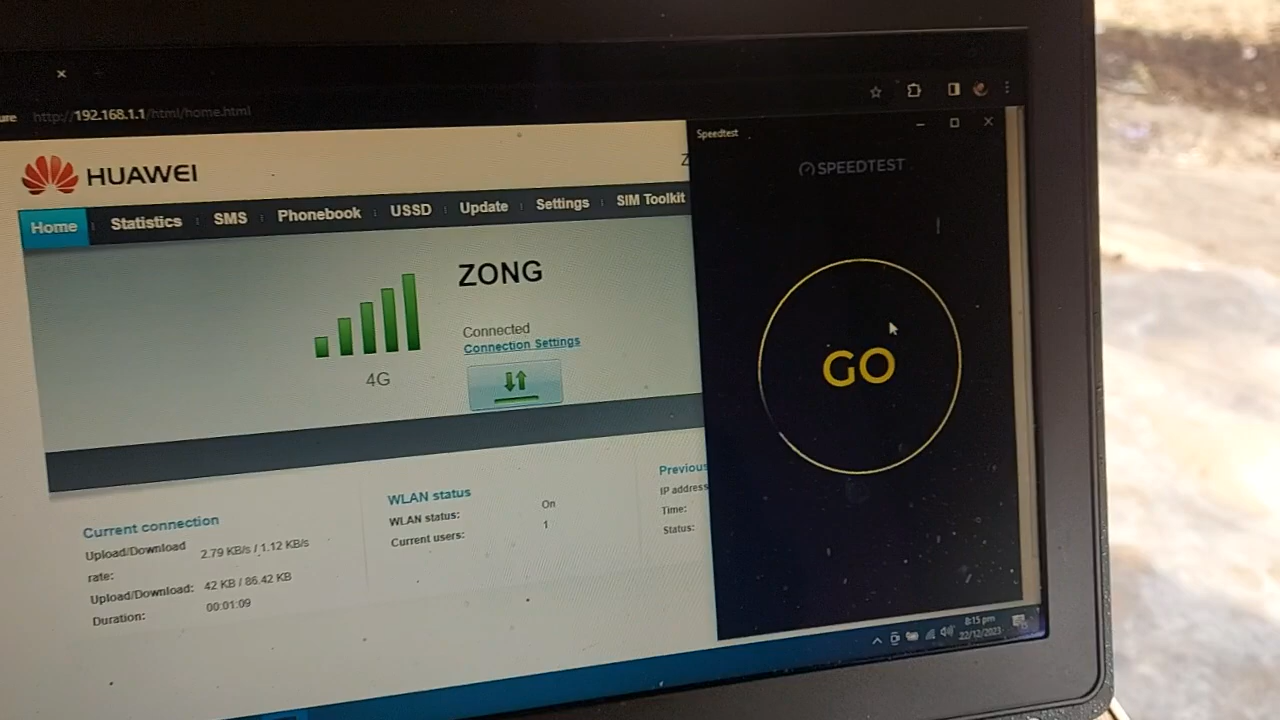 ure http://192.168.1.1/html/home.html
HUAWEI
Z
Home
Statistics
SMS
Phonebook
USSD
Update
Settings
SIM Toolkit
ZONG
Connected
Connection Settings
4G
Current connection
Upload/Download rate: 2.79 KB/s / 1.12 KB/s
Upload/Download: 42 KB / 86.42 KB
Duration: 00:01:09
WLAN status
WLAN status: On
Current users: 1
Previous
IP address
Time:
Status:
Speedtest
SPEEDTEST
GO
8:15 pm
22/12/2023